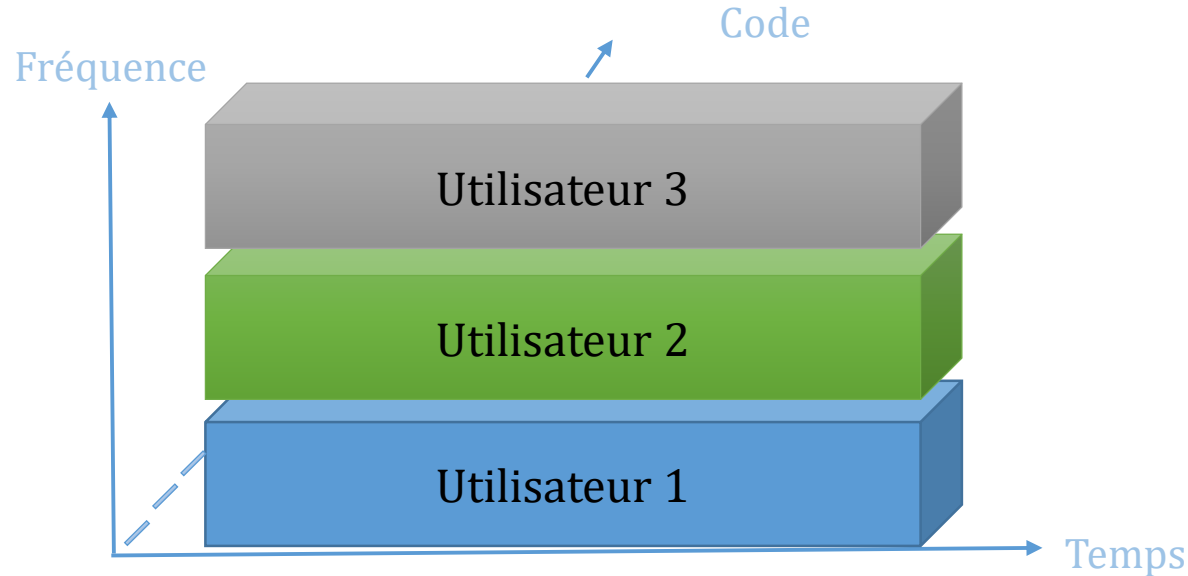 Code
Fréquence
Utilisateur 3
Utilisateur 2
Utilisateur 1
Temps